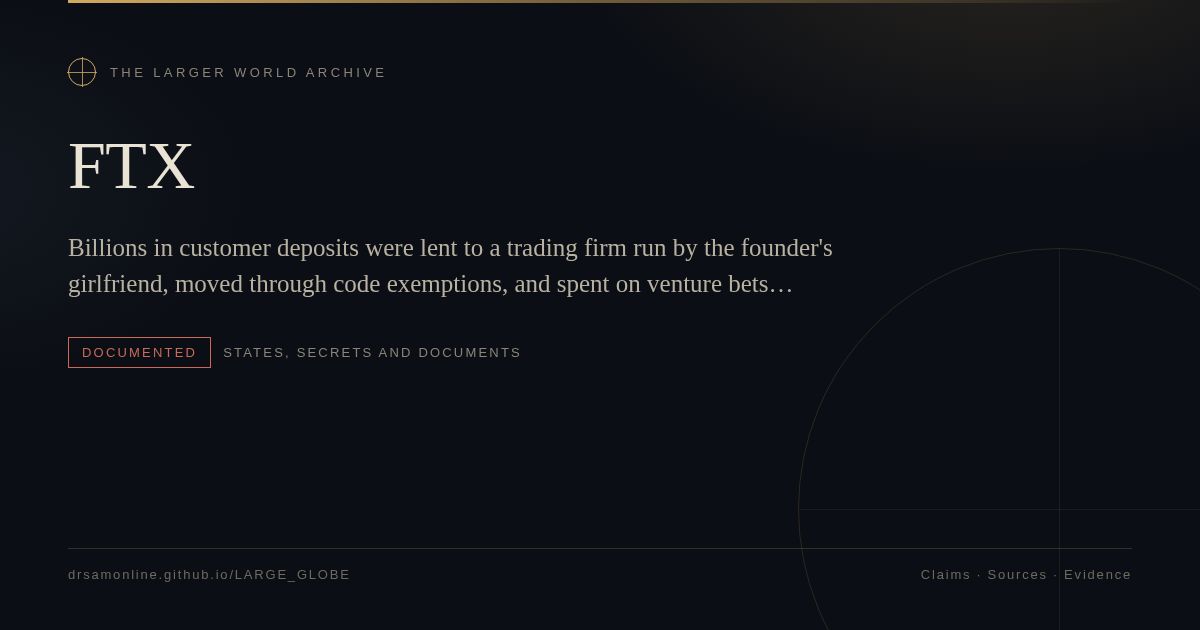 THE LARGER WORLD ARCHIVE
FTX
Billions in customer deposits were lent to a trading firm run by the founder's
girlfriend, moved through code exemptions, and spent on venture bets…
DOCUMENTED STATES, SECRETS AND DOCUMENTS
drsamonline.github.io/LARGE_GLOBE Claims · Sources · Evidence